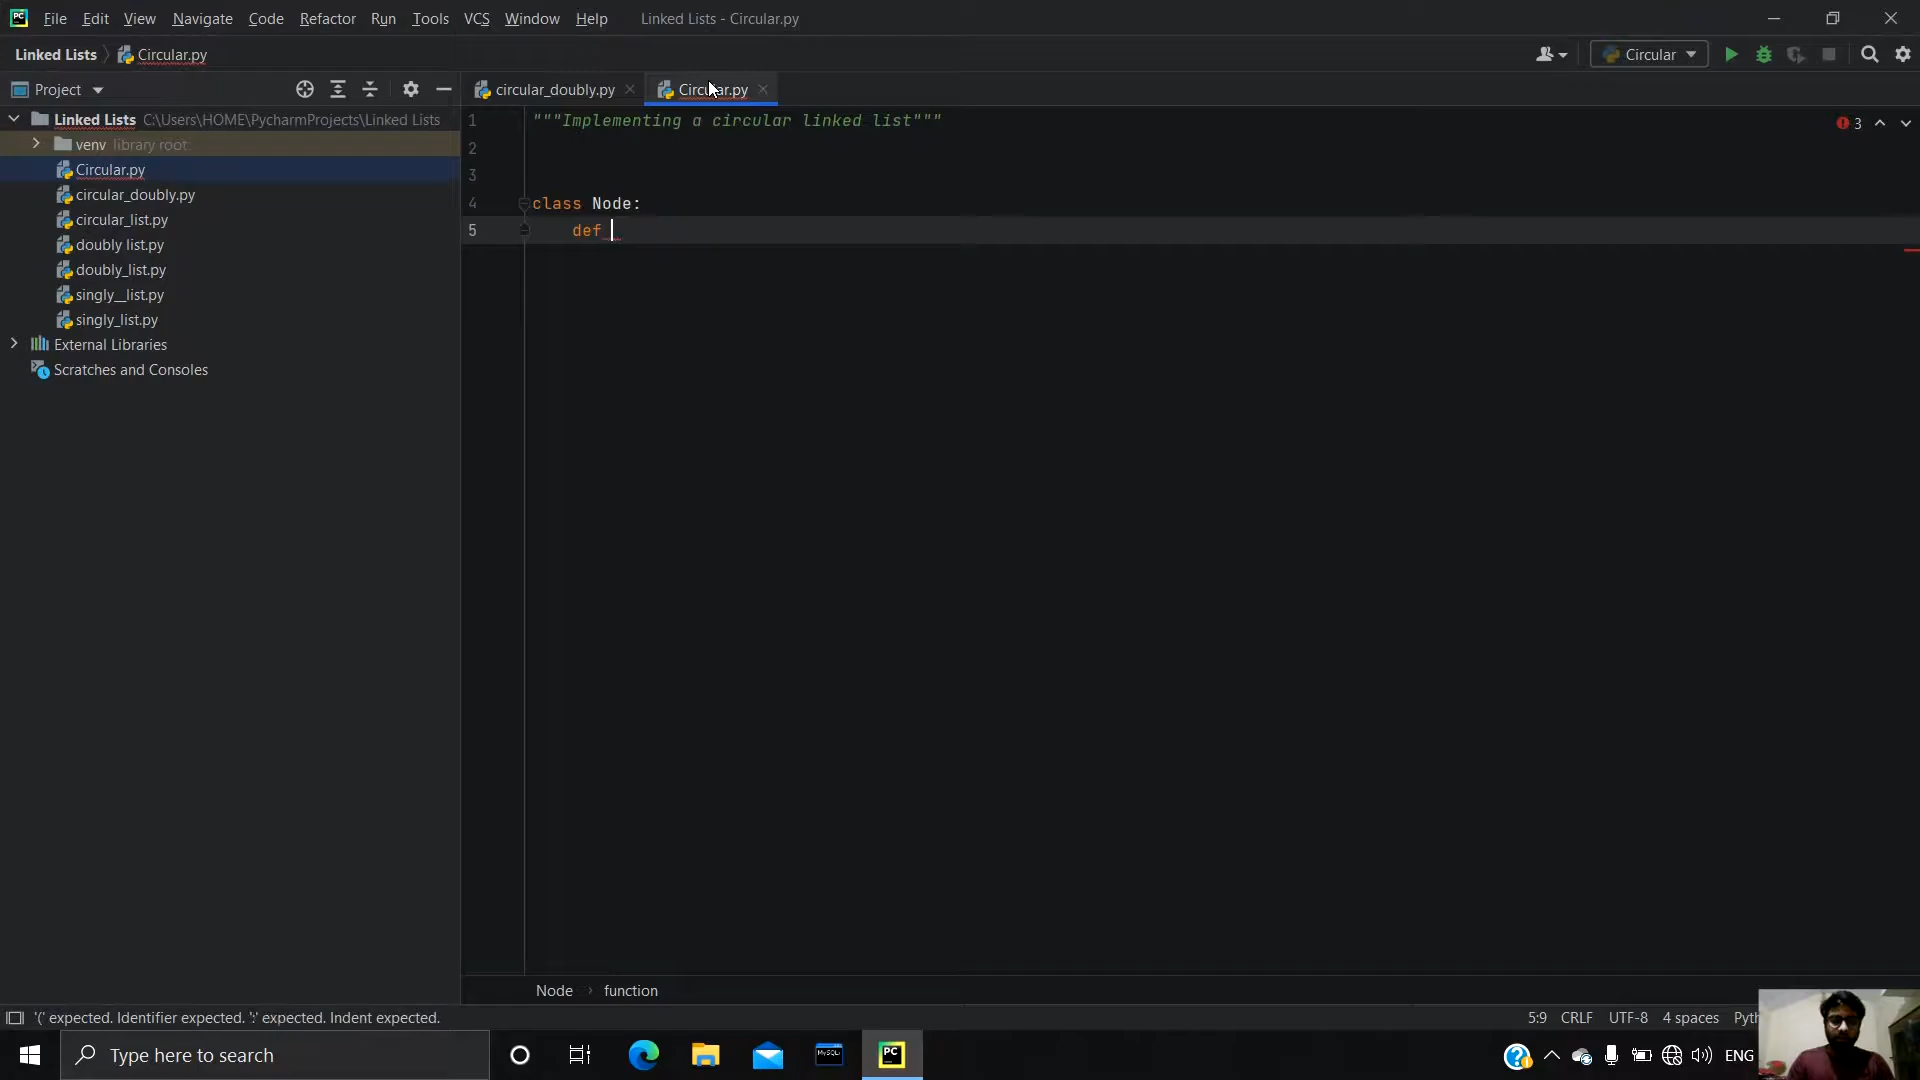 PC File Edit View Navigate Code Refactor Run Tools VCS Window Help Linked Lists - Circular.py
Linked Lists Circular.py Circular
Project circular_doubly.py Circular.py
Linked Lists C:\Users\HOME\PycharmProjects\Linked Lists
venv library root
Circular.py
circular_doubly.py
circular_list.py
doubly list.py
doubly_list.py
singly__list.py
singly_list.py
External Libraries
Scratches and Consoles
1 """Implementing a circular linked list""" 3
2
3
4 class Node:
5 def
Node function
'(' expected. Identifier expected. ':' expected. Indent expected. 5:9 CRLF UTF-8 4 spaces
Type here to search MySQL PC ENG